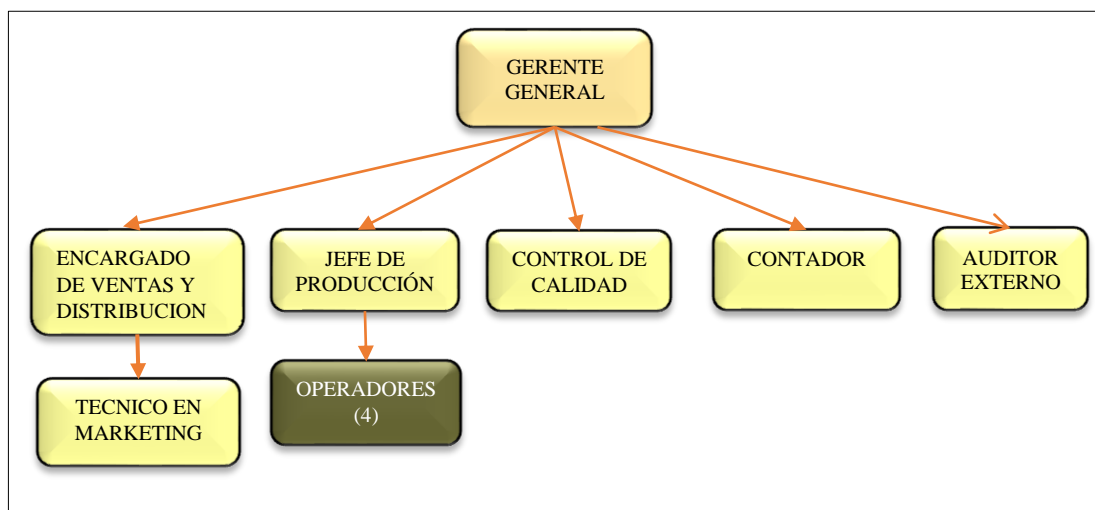 GERENTE
GENERAL
ENCARGADO
DE VENTAS Y
DISTRIBUCION
JEFE DE
PRODUCCIÓN
CONTROL DE
CALIDAD
CONTADOR
AUDITOR
EXTERNO
TECNICO EN
MARKETING
OPERADORES
(4)